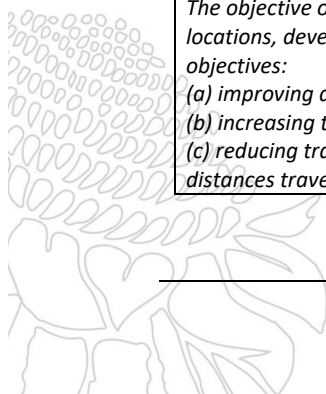 The objective o
locations, deve
objectives:
(a) improving a
(b) increasing t
(c) reducing tra
distances trave